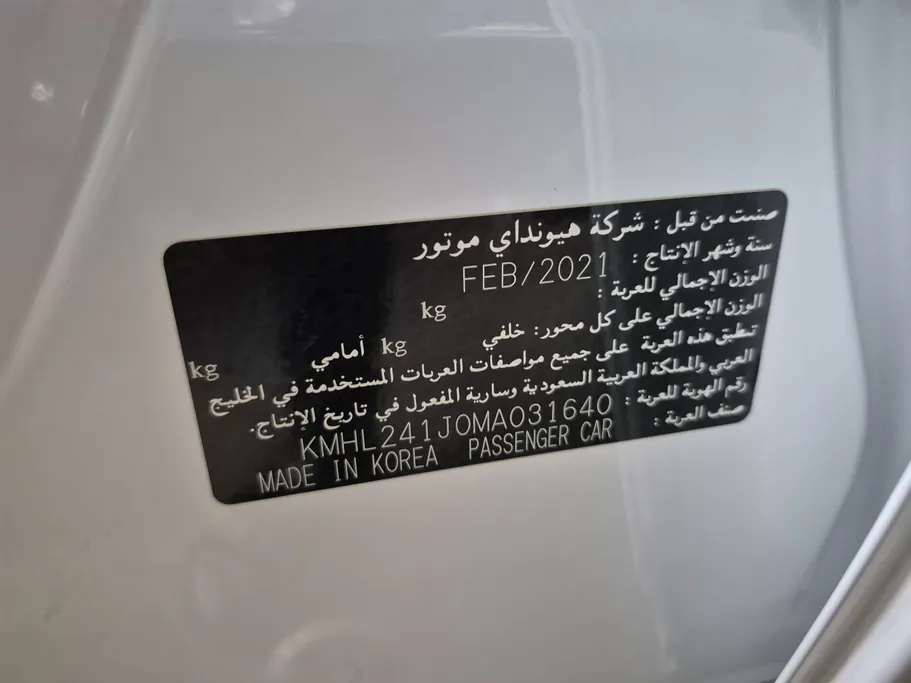 صنعت من قبل : شركة هيونداي موتور
سنة وشهر الإنتاج : FEB/2021
الوزن الإجمالي للعربة : kg
الوزن الإجمالي على كل محور: خلفي kg أمامي kg
تنطبق هذه العربة على جميع مواصفات العربات المستخدمة في الخليج
العربي والمملكة العربية السعودية وسارية المفعول في تاريخ الإنتاج.
رقم الهوية للعربة : KMHL241J0MA031640
صنف العربة : PASSENGER CAR MADE IN KOREA